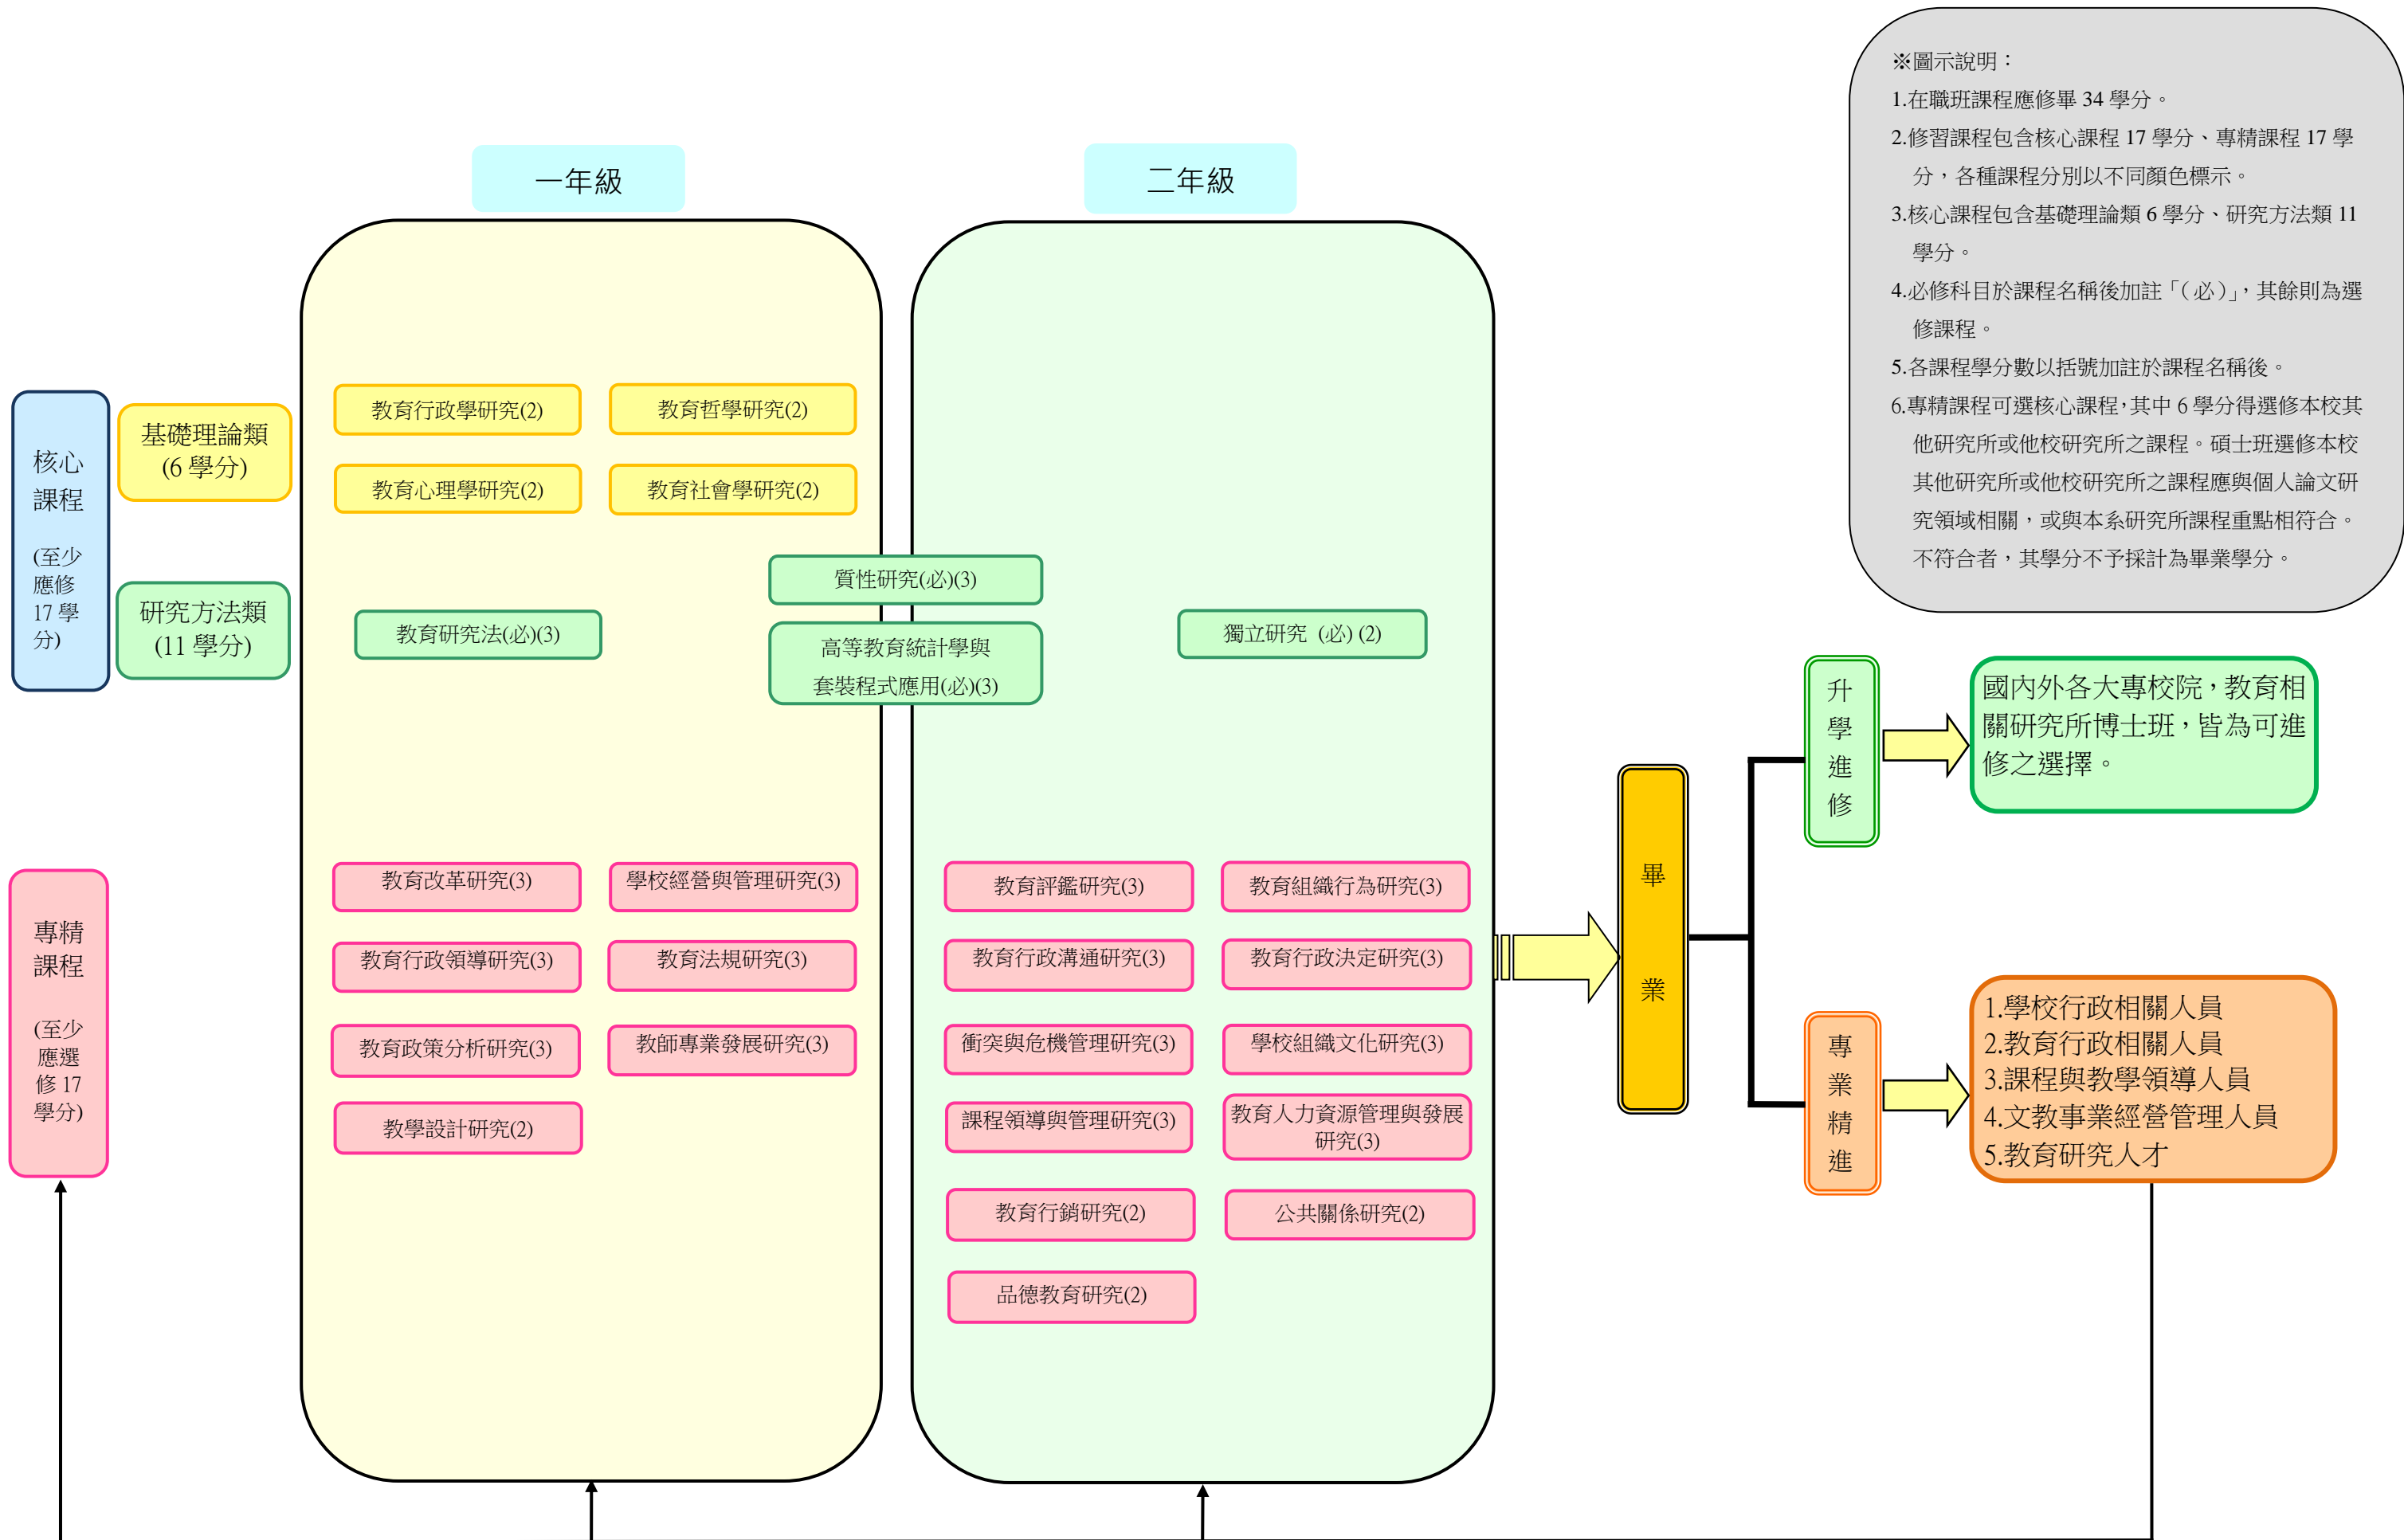 ※圖示說明：
1.在職班課程應修畢 34 學分。
2.修習課程包含核心課程 17 學分、專精課程 17 學
分，各種課程分別以不同顏色標示。
3.核心課程包含基礎理論類 6 學分、研究方法類 11
學分。
4.必修科目於課程名稱後加註「（必）」，其餘則為選
修課程。
5.各課程學分數以括號加註於課程名稱後。
6.專精課程可選核心課程，其中 6 學分得選修本校其
他研究所或他校研究所之課程。碩士班選修本校
其他研究所或他校研究所之課程應與個人論文研
究領域相關，或與本系研究所課程重點相符合。
不符合者，其學分不予採計為畢業學分。
一年級
二年級
核心
課程
(至少
應修
17 學
分)
基礎理論類
(6 學分)
教育行政學研究(2)
教育哲學研究(2)
教育心理學研究(2)
教育社會學研究(2)
研究方法類
(11 學分)
教育研究法(必)(3)
質性研究(必)(3)
高等教育統計學與
套裝程式應用(必)(3)
獨立研究 (必) (2)
專精
課程
(至少
應選
修 17
學分)
教育改革研究(3)
學校經營與管理研究(3)
教育行政領導研究(3)
教育法規研究(3)
教育政策分析研究(3)
教師專業發展研究(3)
教學設計研究(2)
教育評鑑研究(3)
教育組織行為研究(3)
教育行政溝通研究(3)
教育行政決定研究(3)
衝突與危機管理研究(3)
學校組織文化研究(3)
課程領導與管理研究(3)
教育人力資源管理與發展
研究(3)
教育行銷研究(2)
公共關係研究(2)
品德教育研究(2)
畢
業
升
學
進
修
國內外各大專校院，教育相
關研究所博士班，皆為可進
修之選擇。
專
業
精
進
1.學校行政相關人員
2.教育行政相關人員
3.課程與教學領導人員
4.文教事業經營管理人員
5.教育研究人才